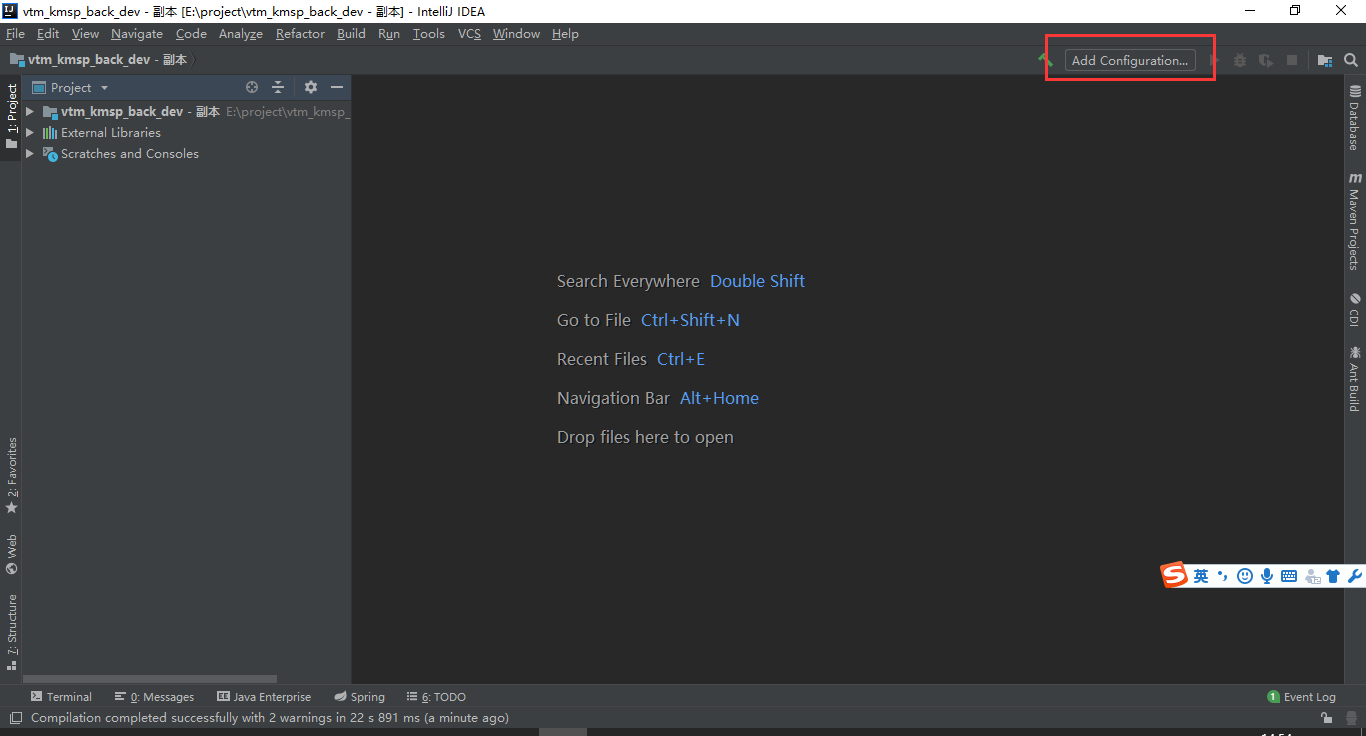 vtm_kmsp_back_dev - 副本 [E:\project\vtm_kmsp_back_dev - 副本] - IntelliJ IDEA
File Edit View Navigate Code Analyze Refactor Build Run Tools VCS Window Help
vtm_kmsp_back_dev - 副本
Add Configuration...
1: Project
Project
vtm_kmsp_back_dev - 副本 E:\project\vtm_kmsp_
External Libraries
Scratches and Consoles
Search Everywhere Double Shift
Go to File Ctrl+Shift+N
Recent Files Ctrl+E
Navigation Bar Alt+Home
Drop files here to open
Database
m Maven Projects
CDI
Ant Build
2: Favorites
Web
7: Structure
英
Terminal 0: Messages Java Enterprise Spring 6: TODO 1 Event Log
Compilation completed successfully with 2 warnings in 22 s 891 ms (a minute ago)